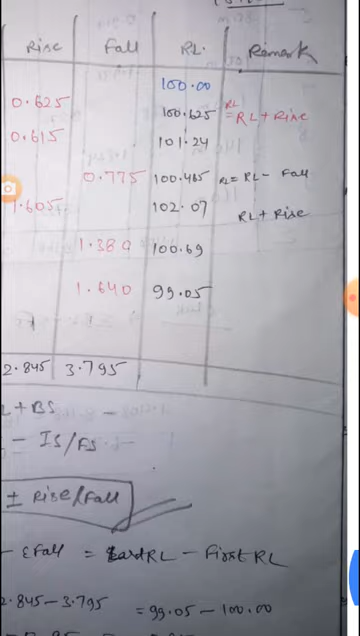 Rise Fall RL. Remark
100.00
0.625 100.625 RL = RL + Rise
0.615 101.24
0.775 100.465 RL = RL - Fall
1.605 102.07 RL + Rise
1.389 100.69
1.640 99.05
2.845 3.795
+ BS
- IS/FS
± Rise/Fall
- ΣFall = Last RL - First RL
2.845 - 3.795 = 99.05 - 100.00